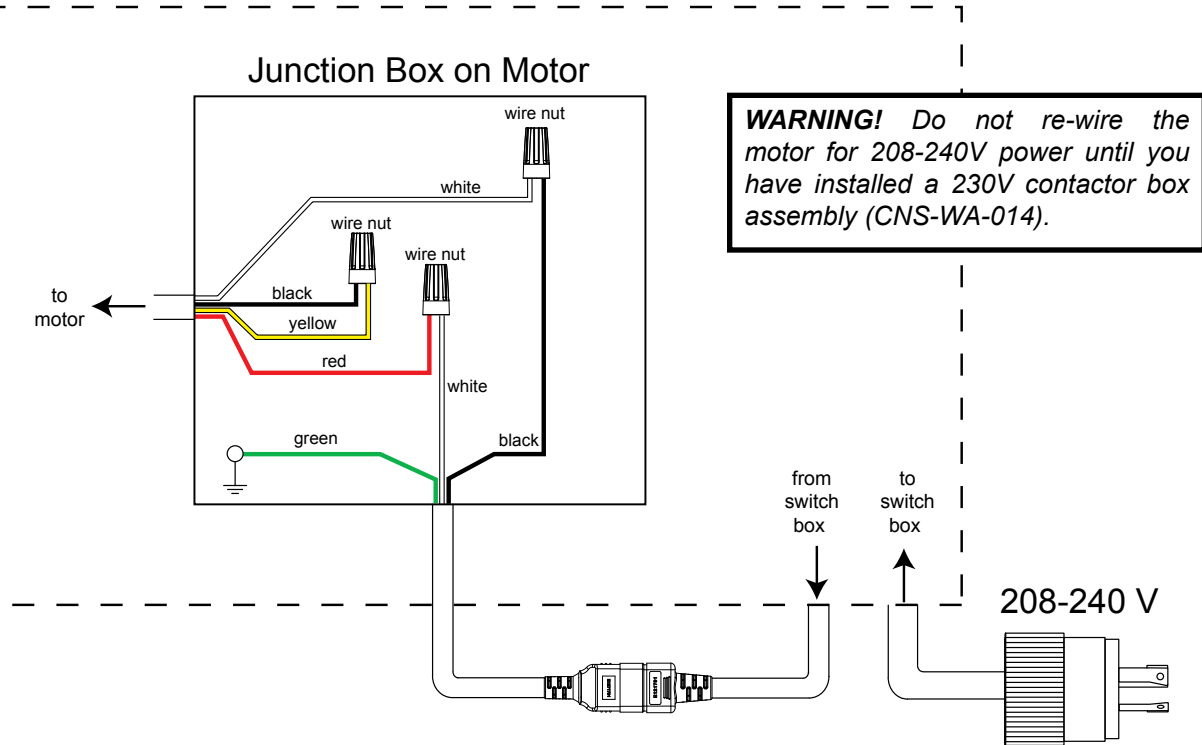 Junction Box on Motor
wire nut
WARNING! Do not re-wire the
motor for 208-240V power until you
have installed a 230V contactor box
assembly (CNS-WA-014).
white
wire nut
wire nut
to
motor
black
yellow
red
white
green
black
from
switch
box
to
switch
box
208-240 V